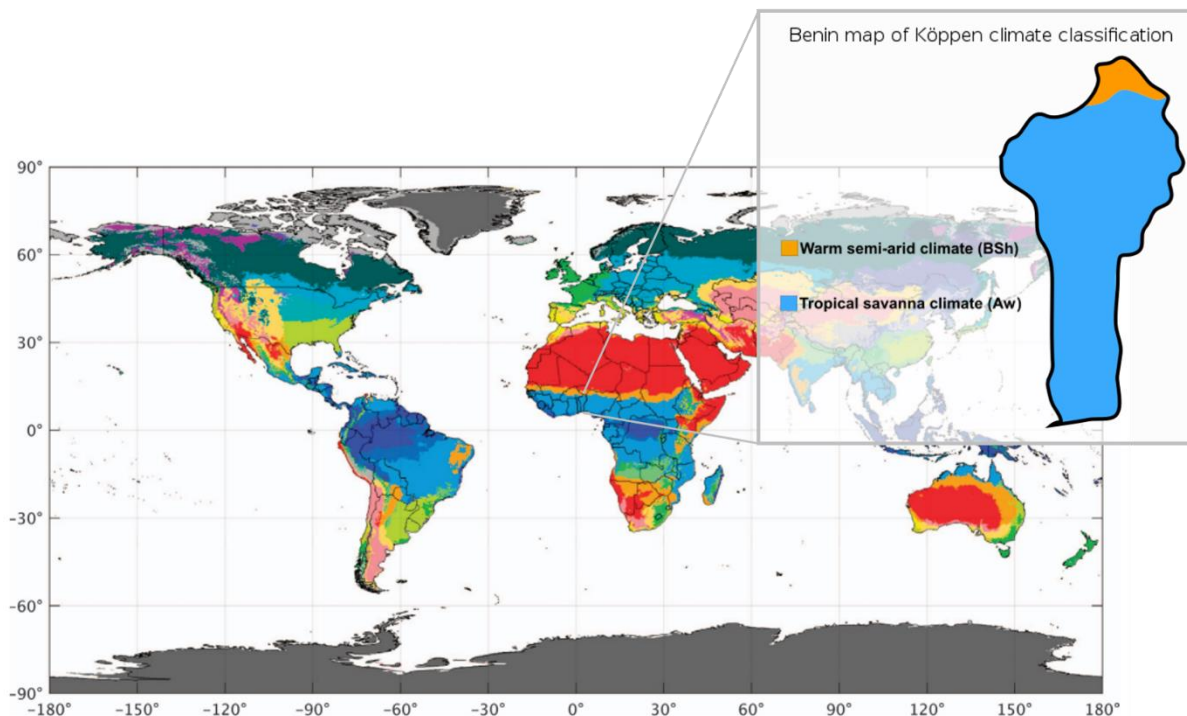 Benin map of Köppen climate classification
90°
60°
Warm semi-arid climate (BSh)
Tropical savanna climate (Aw)
30°
0°
−30°
−60°
−90°
−180 −150 −120 −90 −60 −30 0 30 60 90 120 150 180